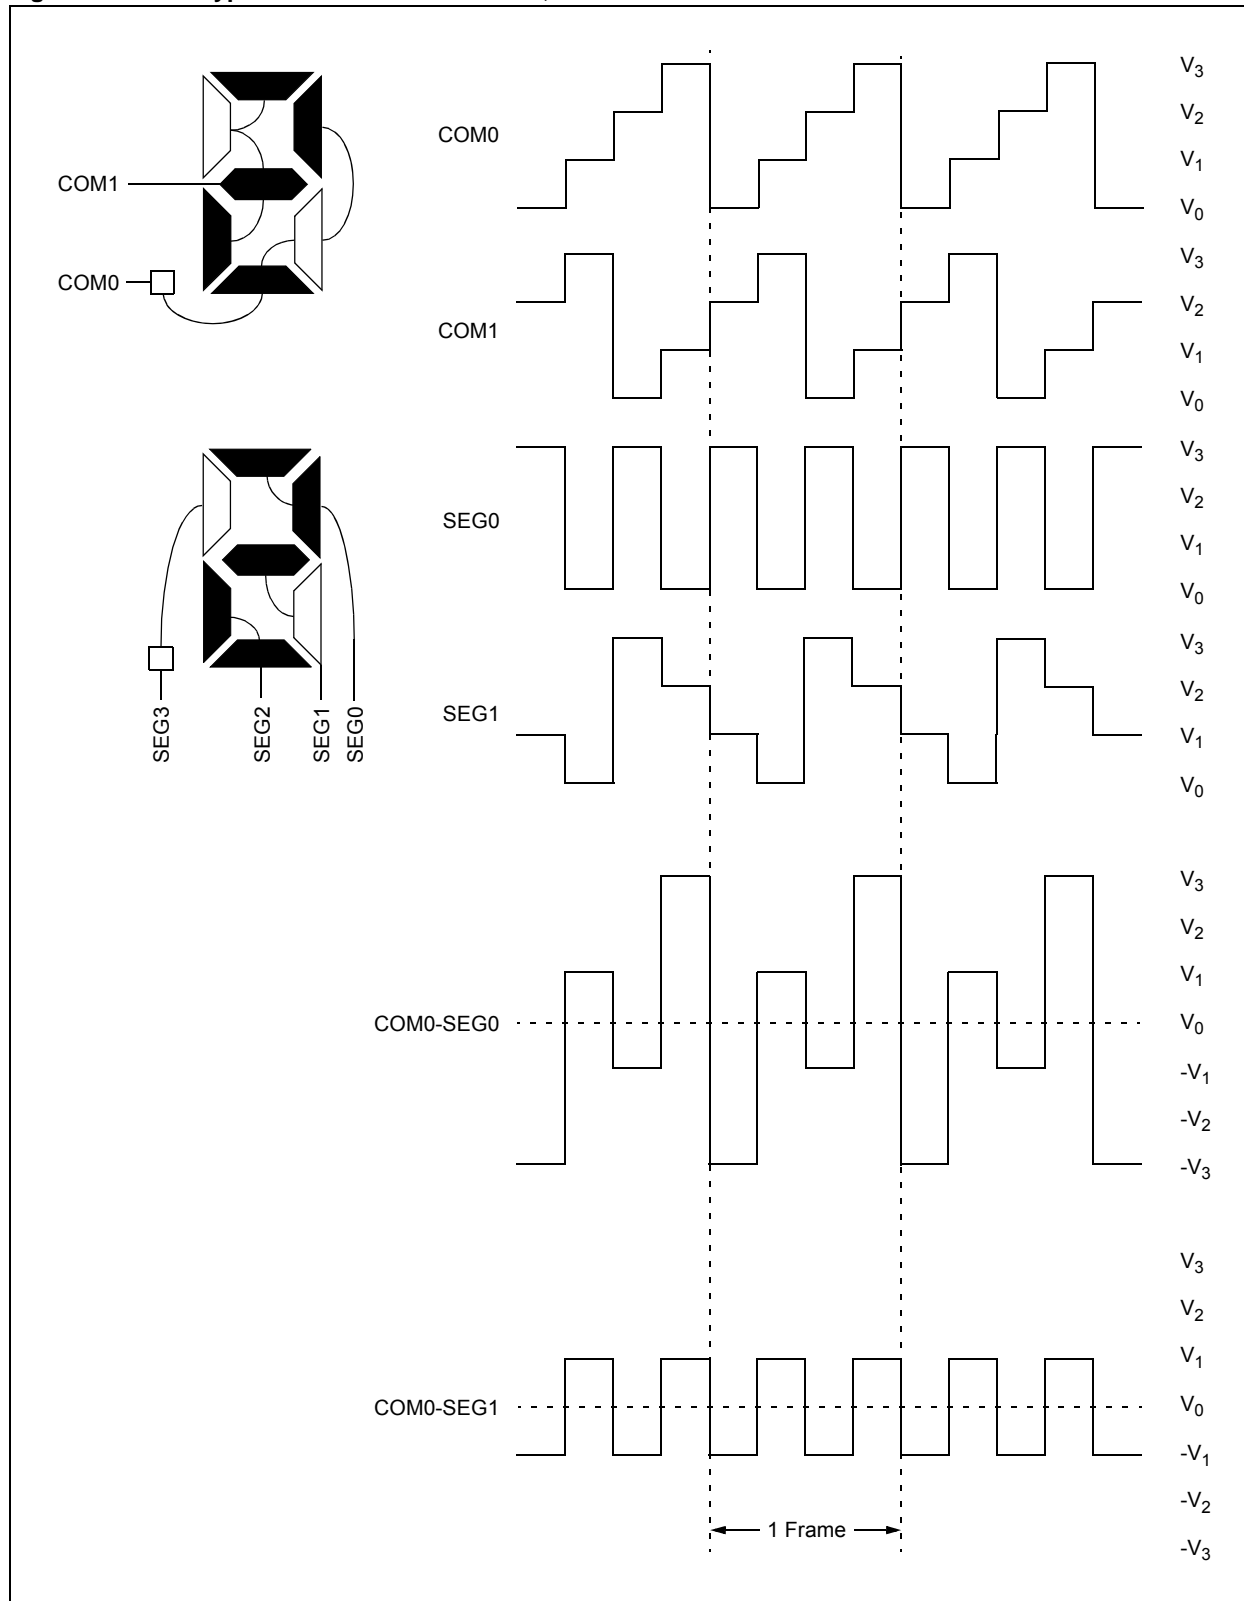 COM1
COM0
SEG3
SEG2
SEG1
SEG0
COM0
V3
V2
V1
V0
COM1
V3
V2
V1
V0
SEG0
V3
V2
V1
V0
SEG1
V3
V2
V1
V0
COM0-SEG0
V3
V2
V1
V0
-V1
-V2
-V3
COM0-SEG1
V3
V2
V1
V0
-V1
-V2
-V3
1 Frame